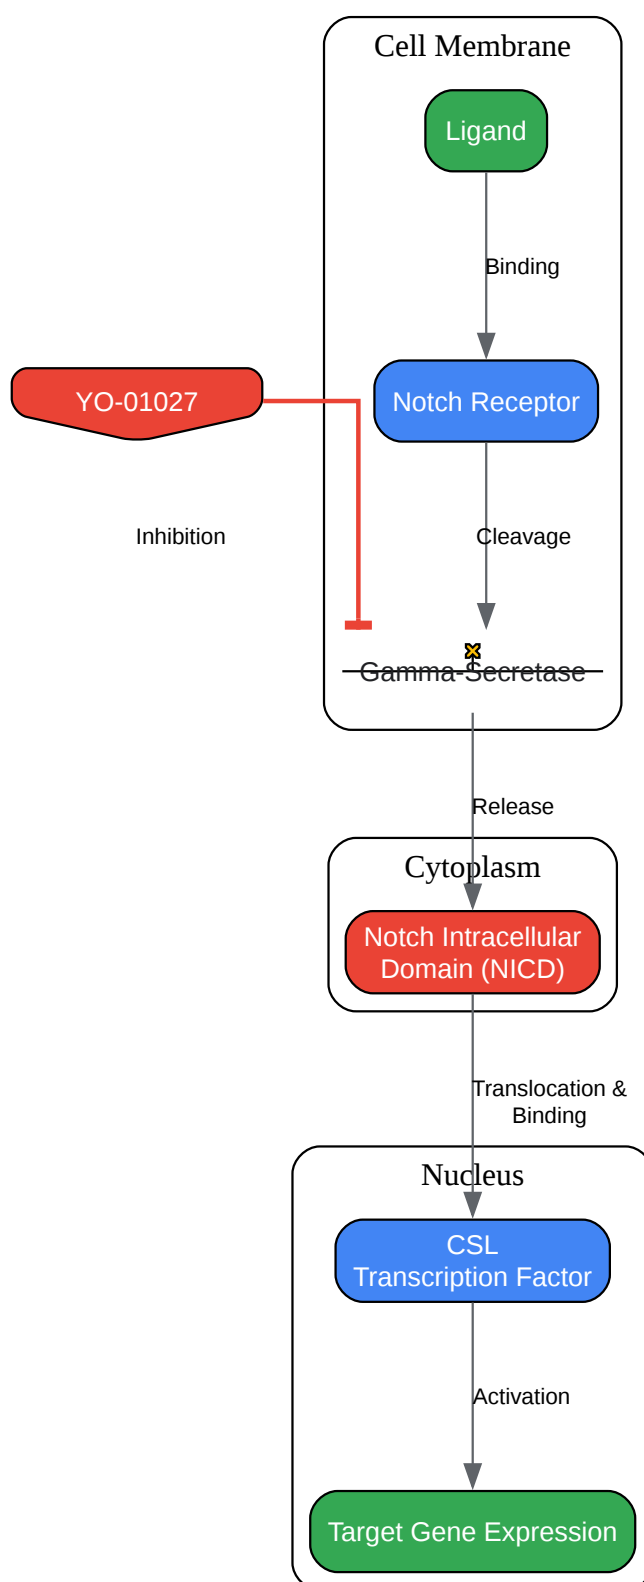 Cell Membrane
Ligand
Binding
YO-01027
Notch Receptor
Inhibition
Cleavage
Gamma-Secretase
Release
Cytoplasm
Notch Intracellular
Domain (NICD)
Translocation &
Binding
Nucleus
CSL
Transcription Factor
Activation
Target Gene Expression